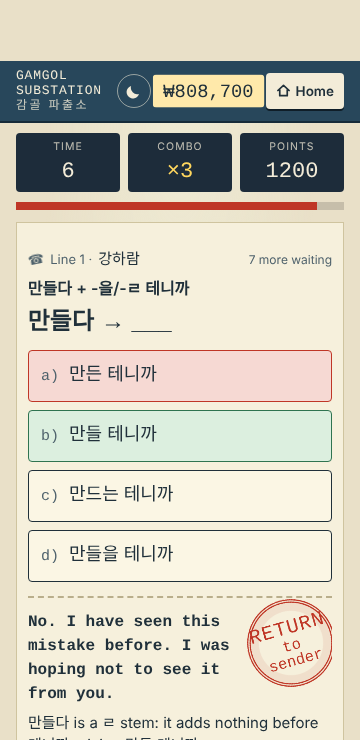 GAMGOL
SUBSTATION
감골 파출소
₩808,700
Home
TIME
6
COMBO
×3
POINTS
1200
☎ Line 1 · 강하람
7 more waiting
만들다 + -을/-ㄹ 테니까
만들다 → ___
a) 만든 테니까
b) 만들 테니까
c) 만드는 테니까
d) 만들을 테니까
No. I have seen this
mistake before. I was
hoping not to see it
from you.
RETURN
to
sender
만들다 is a ㄹ stem: it adds nothing before